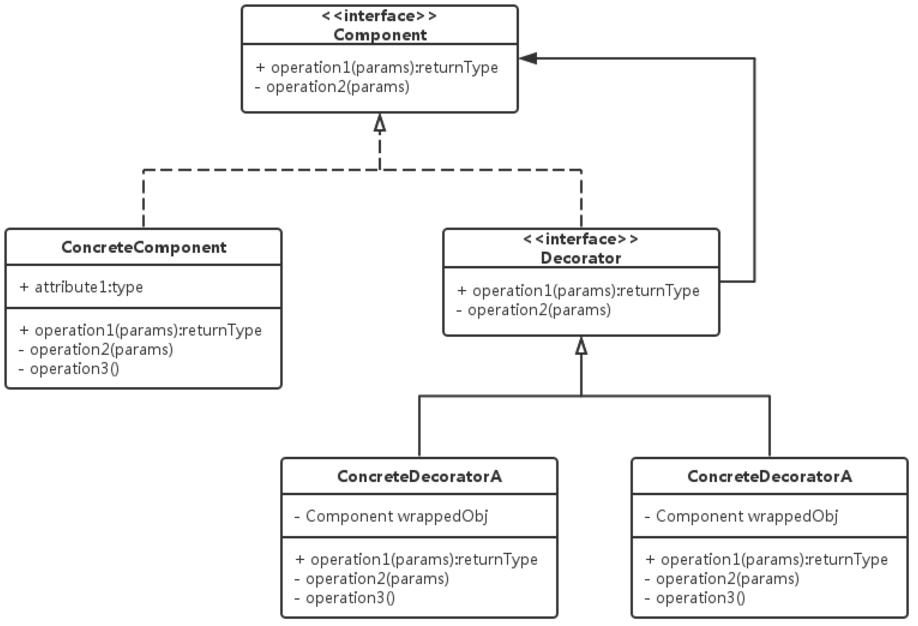 <<interface>>
Component
+ operation1(params):returnType
- operation2(params)
ConcreteComponent
+ attribute1:type
+ operation1(params):returnType
- operation2(params)
- operation3()
<<interface>>
Decorator
+ operation1(params):returnType
- operation2(params)
ConcreteDecoratorA
- Component wrappedObj
+ operation1(params):returnType
- operation2(params)
- operation3()
ConcreteDecoratorA
- Component wrappedObj
+ operation1(params):returnType
- operation2(params)
- operation3()